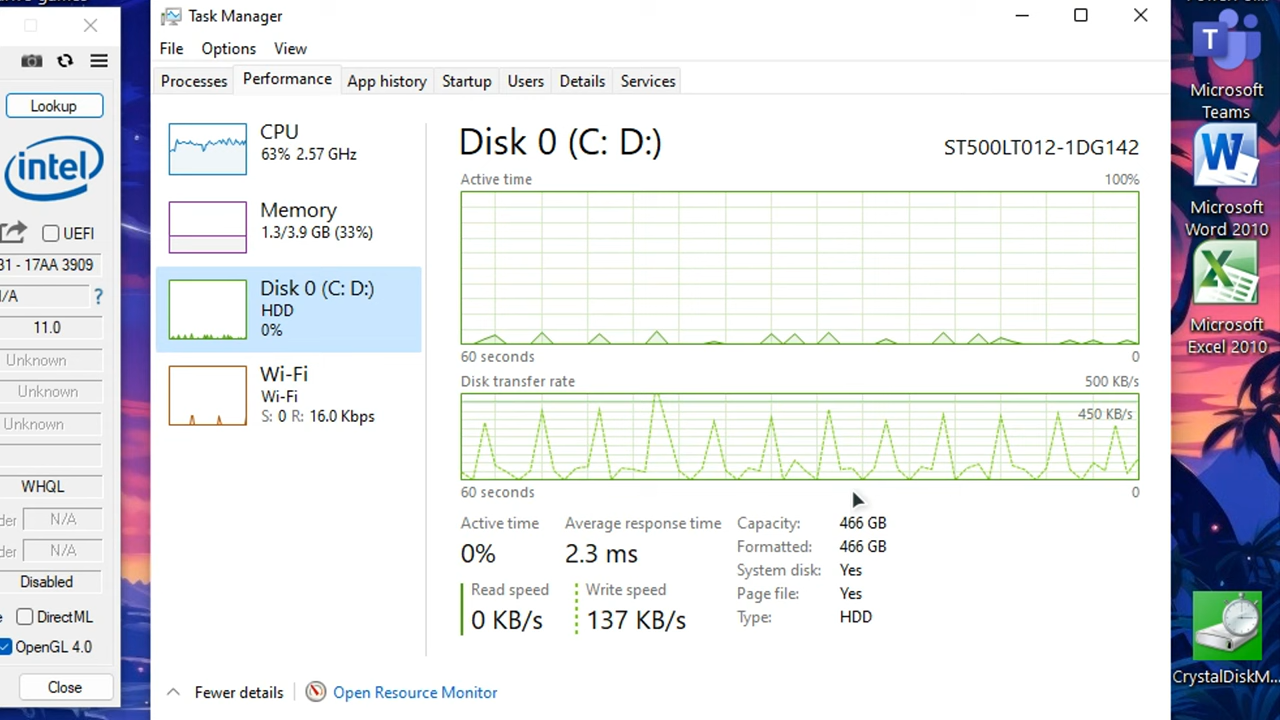 Lookup
intel
UEFI
31 - 17AA 3909
/A
?
11.0
Unknown
Unknown
Unknown
WHQL
der N/A
der N/A
Disabled
DirectML
OpenGL 4.0
Close
Task Manager
File Options View
Processes Performance App history Startup Users Details Services
CPU
63% 2.57 GHz
Memory
1.3/3.9 GB (33%)
Disk 0 (C: D:)
HDD
0%
Wi-Fi
Wi-Fi
S: 0 R: 16.0 Kbps
Disk 0 (C: D:) ST500LT012-1DG142
Active time 100%
60 seconds 0
Disk transfer rate 500 KB/s
450 KB/s
60 seconds 0
Active time Average response time
0% 2.3 ms
Read speed Write speed
0 KB/s 137 KB/s
Capacity: 466 GB
Formatted: 466 GB
System disk: Yes
Page file: Yes
Type: HDD
Fewer details Open Resource Monitor
T
Microsoft
Teams
W
Microsoft
Word 2010
X
Microsoft
Excel 2010
CrystalDiskM...